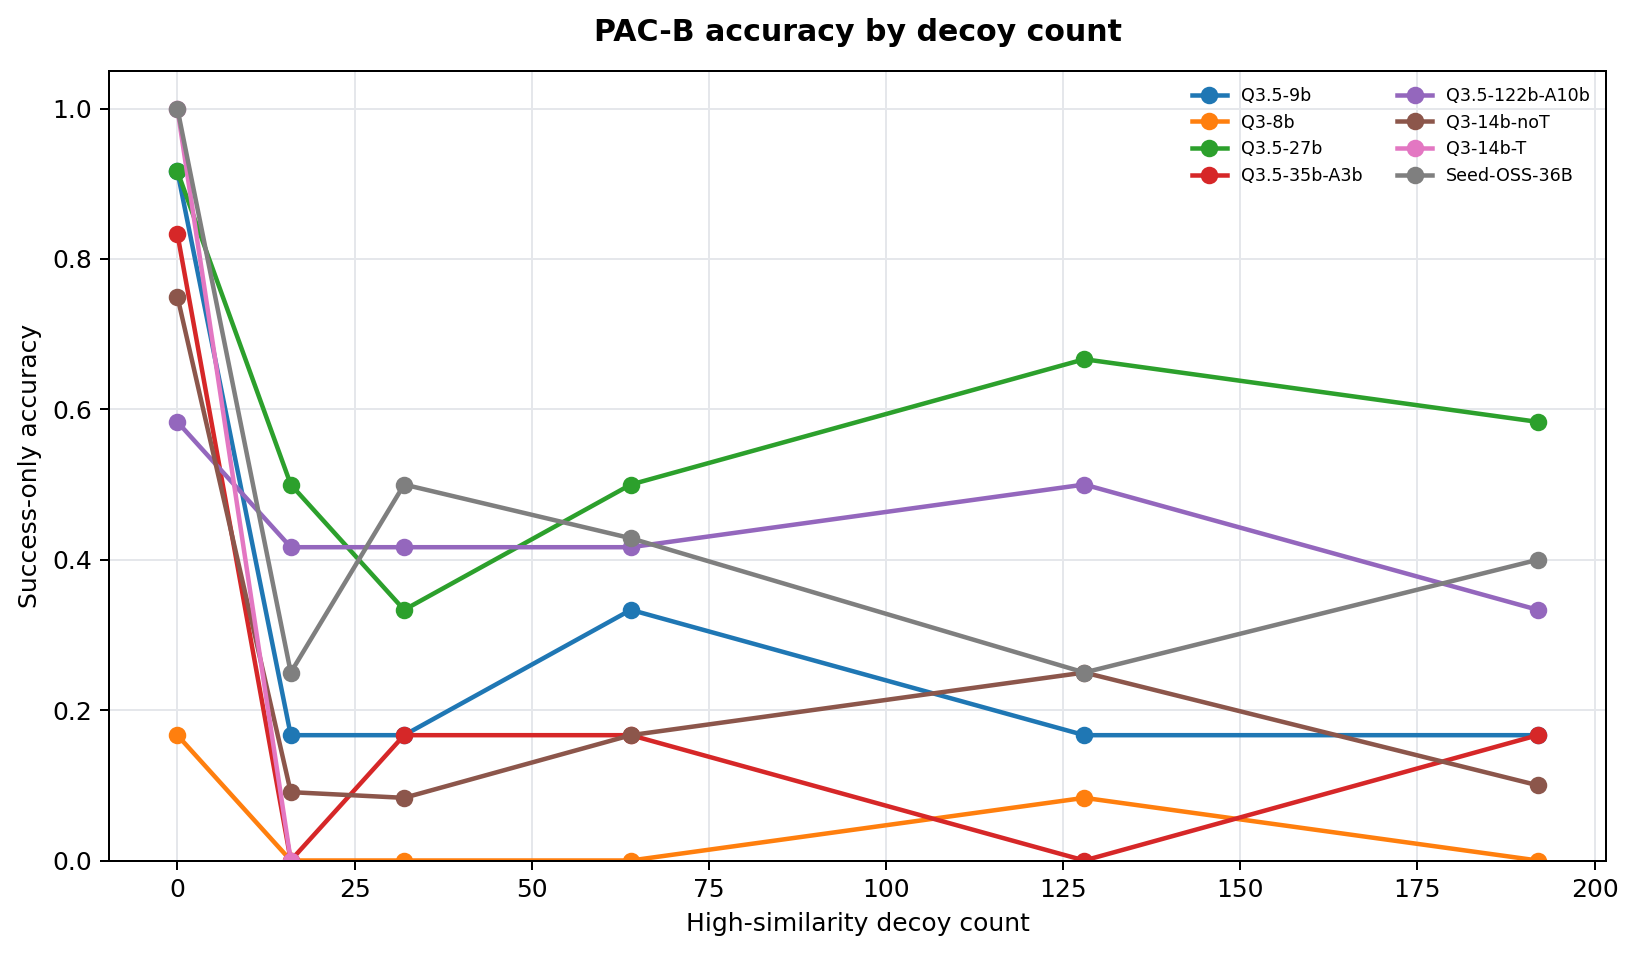 PAC-B accuracy by decoy count
Q3.5-9b
Q3-8b
Q3.5-27b
Q3.5-35b-A3b
Q3.5-122b-A10b
Q3-14b-noT
Q3-14b-T
Seed-OSS-36B
Success-only accuracy
1.0
0.8
0.6
0.4
0.2
0.0
0 25 50 75 100 125 150 175 200
High-similarity decoy count